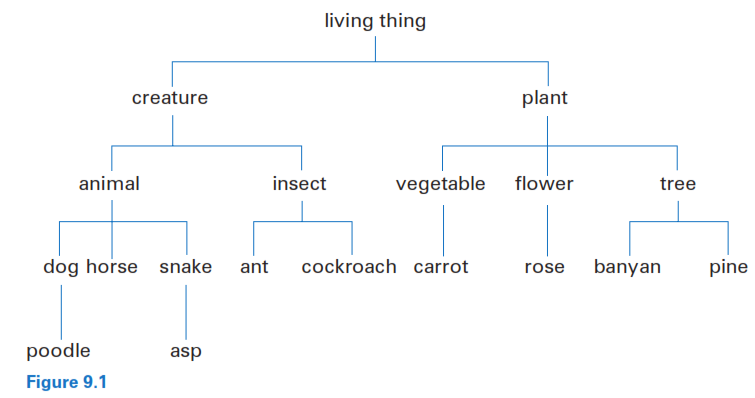 living thing
creature plant
animal insect vegetable flower tree
dog horse snake ant cockroach carrot rose banyan pine
poodle asp
Figure 9.1